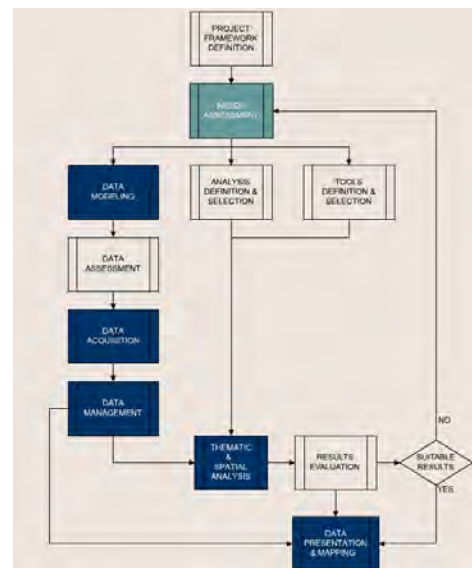 PROJECT
FRAMEWORK
DEFINITION
NEEDS
ASSESSMENT
DATA
MODELING
ANALYSIS
DEFINITION &
SELECTION
TOOLS
DEFINITION &
SELECTION
DATA
ASSESSMENT
DATA
ACQUISITION
DATA
MANAGEMENT
NO
THEMATIC
&
SPATIAL
ANALYSIS
RESULTS
EVALUATION
SUITABLE
RESULTS
YES
DATA
PRESENTATION
& MAPPING